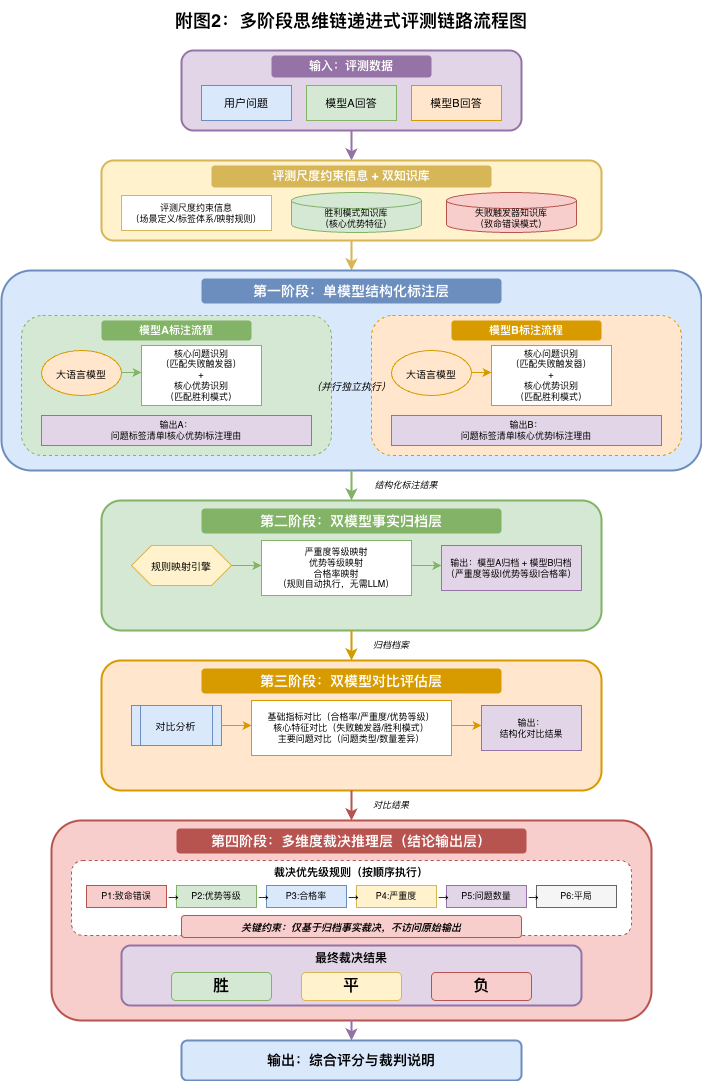 附图2：多阶段思维链递进式评测链路流程图
输入：评测数据
用户问题
模型A回答
模型B回答
评测尺度约束信息 + 双知识库
评测尺度约束信息
（场景定义/标签体系/映射规则）
胜利模式知识库
（核心优势特征）
失败触发器知识库
（致命错误模式）
第一阶段：单模型结构化标注层
模型A标注流程
大语言模型
核心问题识别
（匹配失败触发器）
+
核心优势识别
（匹配胜利模式）
输出A：
问题标签清单|核心优势|标注理由
（并行独立执行）
模型B标注流程
大语言模型
核心问题识别
（匹配失败触发器）
+
核心优势识别
（匹配胜利模式）
输出B：
问题标签清单|核心优势|标注理由
结构化标注结果
第二阶段：双模型事实归档层
规则映射引擎
严重度等级映射
优势等级映射
合格率映射
（规则自动执行，无需LLM）
输出：模型A归档 + 模型B归档
（严重度等级|优势等级|合格率）
归档档案
第三阶段：双模型对比评估层
对比分析
基础指标对比（合格率/严重度/优势等级）
核心特征对比（失败触发器/胜利模式）
主要问题对比（问题类型/数量差异）
输出：
结构化对比结果
对比结果
第四阶段：多维度裁决推理层（结论输出层）
裁决优先级规则（按顺序执行）
P1:致命错误
P2:优势等级
P3:合格率
P4:严重度
P5:问题数量
P6:平局
关键约束：仅基于归档事实裁决，不访问原始输出
最终裁决结果
胜
平
负
输出：综合评分与裁判说明